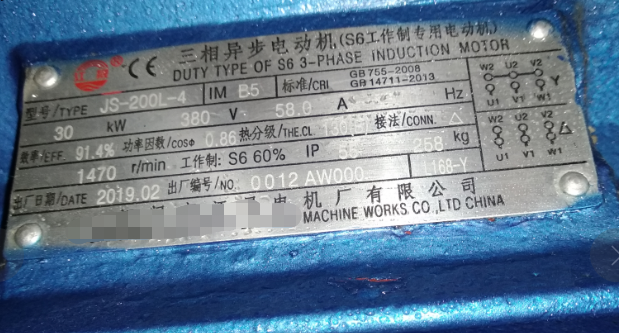 三相异步电动机(S6工作制专用电动机)
CE
DUTY TYPE OF S6 3-PHASE INDUCTION MOTOR
型号/TYPE JS-200L-4 IM B5 标准/CRI. GB755-2008 GB14711-2013
30 kW 380 V 58.0 A Hz
效率/EFF. 91.4% 功率因数/cosΦ 0.86 热分级/THE.CL 接法/CONN. △
1470 r/min 工作制: S6 60% IP 258 kg
出厂日期/DATE 2019.02 出厂编号/NO. 0012 AW000 L168-Y
电机厂有限公司
MACHINE WORKS CO.,LTD CHINA
W2 U2 V2
Y
U1 V1 W1
W2 U2 V2
△
U1 V1 W1